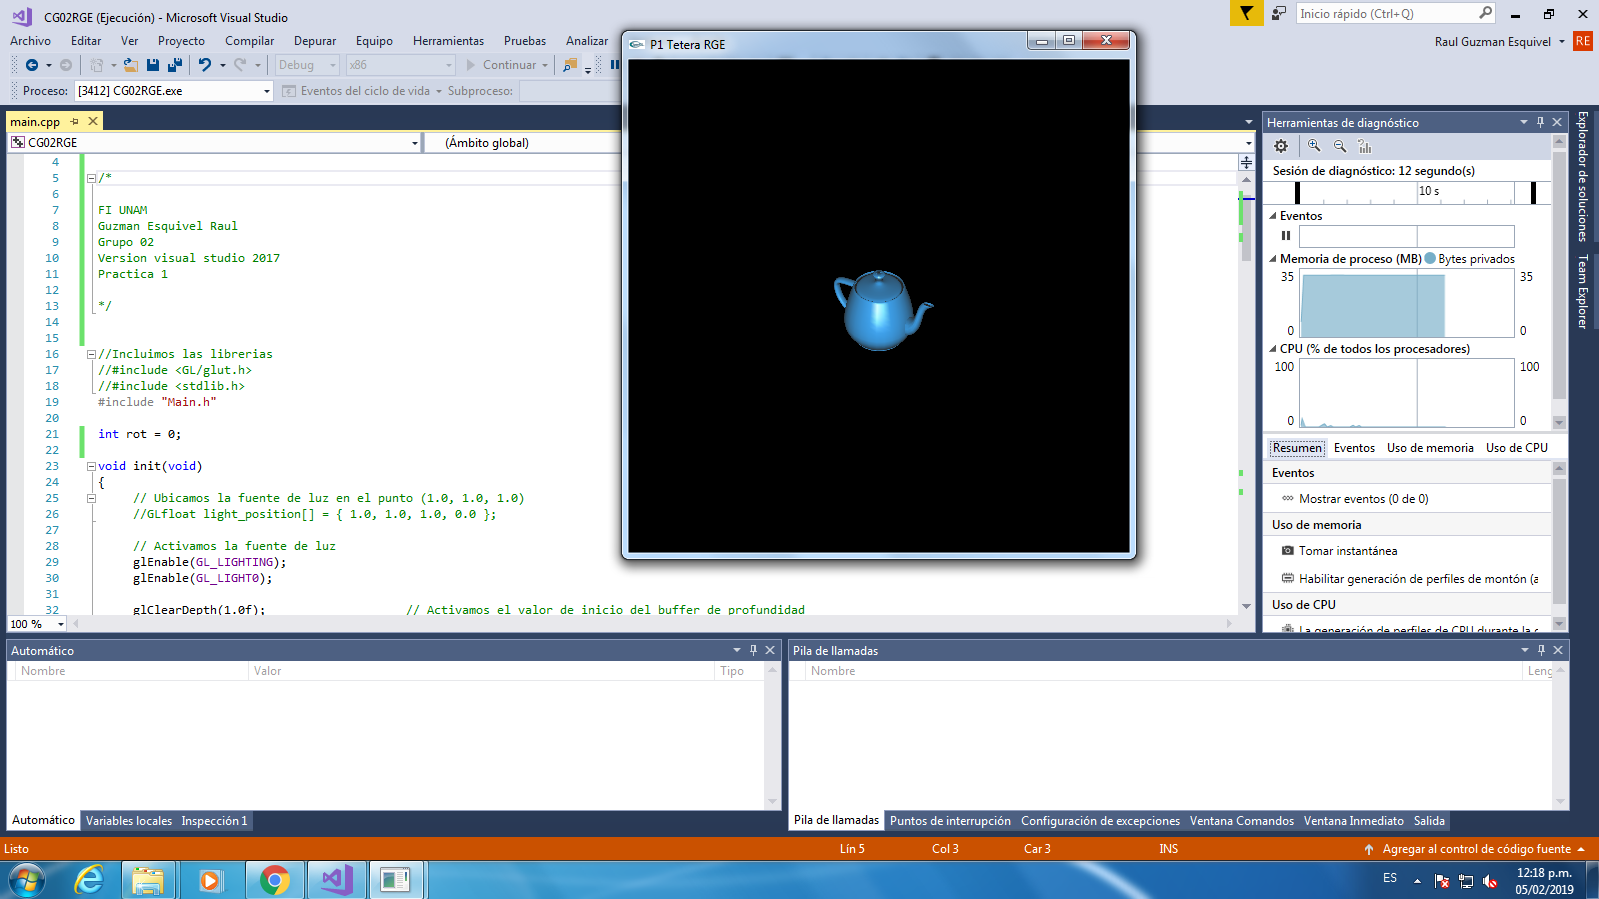 CG02RGE (Ejecución) - Microsoft Visual Studio
Inicio rápido (Ctrl+Q)
Archivo Editar Ver Proyecto Compilar Depurar Equipo Herramientas Pruebas Analizar
Raul Guzman Esquivel RE
Debug x86 Continuar
Proceso: [3412] CG02RGE.exe Eventos del ciclo de vida Subproceso:
P1 Tetera RGE
main.cpp
CG02RGE (Ámbito global)
4
5 /*
6
7 FI UNAM
8 Guzman Esquivel Raul
9 Grupo 02
10 Version visual studio 2017
11 Practica 1
12
13 */
14
15
16 //Incluimos las librerias
17 //#include <GL/glut.h>
18 //#include <stdlib.h>
19 #include "Main.h"
20
21 int rot = 0;
22
23 void init(void)
24 {
25 // Ubicamos la fuente de luz en el punto (1.0, 1.0, 1.0)
26 //GLfloat light_position[] = { 1.0, 1.0, 1.0, 0.0 };
27
28 // Activamos la fuente de luz
29 glEnable(GL_LIGHTING);
30 glEnable(GL_LIGHT0);
31
32 glClearDepth(1.0f); // Activamos el valor de inicio del buffer de profundidad
100 %
Herramientas de diagnóstico
Sesión de diagnóstico: 12 segundo(s)
10 s
Eventos
Memoria de proceso (MB) Bytes privados
35 35
0 0
CPU (% de todos los procesadores)
100 100
0 0
Resumen Eventos Uso de memoria Uso de CPU
Eventos
Mostrar eventos (0 de 0)
Uso de memoria
Tomar instantánea
Habilitar generación de perfiles de montón (a
Uso de CPU
La generación de perfiles de CPU durante la
Explorador de soluciones
Team Explorer
Automático
Nombre Valor Tipo
Automático Variables locales Inspección 1
Pila de llamadas
Nombre Leng
Pila de llamadas Puntos de interrupción Configuración de excepciones Ventana Comandos Ventana Inmediato Salida
Listo Lín 5 Col 3 Car 3 INS Agregar al control de código fuente
ES
12:18 p.m.
05/02/2019